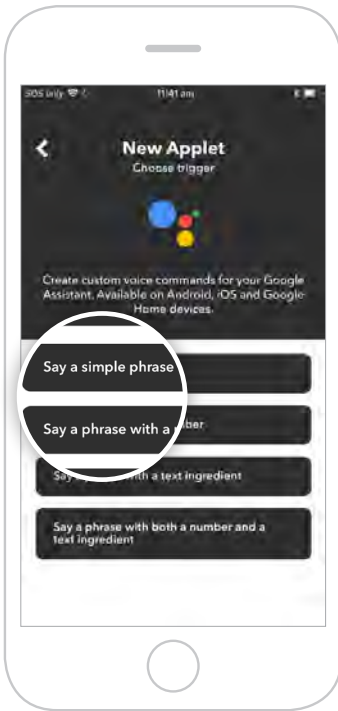 SOS only
11:41 am
New Applet
Choose trigger
Create custom voice commands for your Google
Assistant. Available on Android, iOS and Google
Home devices.
Say a simple phrase
Say a phrase with a number
Say with a text ingredient
Say a phrase with both a number and a
text ingredient